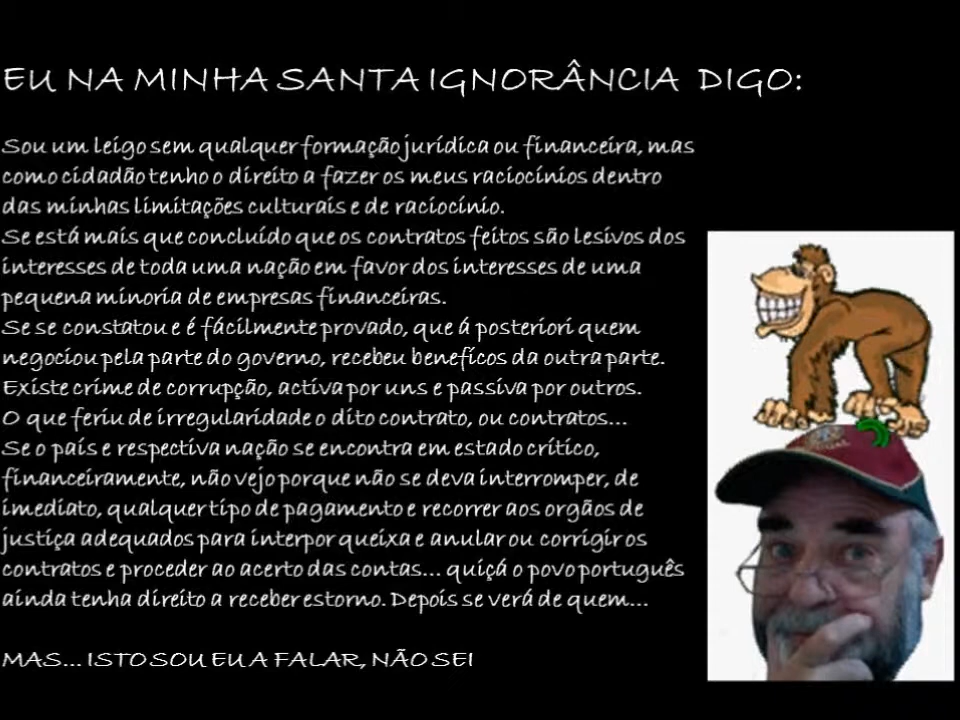 EU NA MINHA SANTA IGNORÂNCIA DIGO:
Sou um leigo sem qualquer formação jurídica ou financeira, mas
como cidadão tenho o direito a fazer os meus raciocínios dentro
das minhas limitações culturais e de raciocínio.
Se está mais que concluído que os contratos feitos são lesivos dos
interesses de toda uma nação em favor dos interesses de uma
pequena minoria de empresas financeiras.
Se se constatou e é fácilmente provado, que á posteriori quem
negociou pela parte do governo, recebeu benefícos da outra parte.
Existe crime de corrupção, activa por uns e passiva por outros.
O que feriu de irregularidade o dito contrato, ou contratos...
Se o país e respectiva nação se encontra em estado crítico,
financeiramente, não vejo porque não se deva interromper, de
imediato, qualquer tipo de pagamento e recorrer aos orgãos de
justiça adequados para interpor queixa e anular ou corrigir os
contratos e proceder ao acerto das contas... quiçá o povo português
ainda tenha direito a receber estorno. Depois se verá de quem...
MAS... ISTO SOU EU A FALAR, NÃO SEI